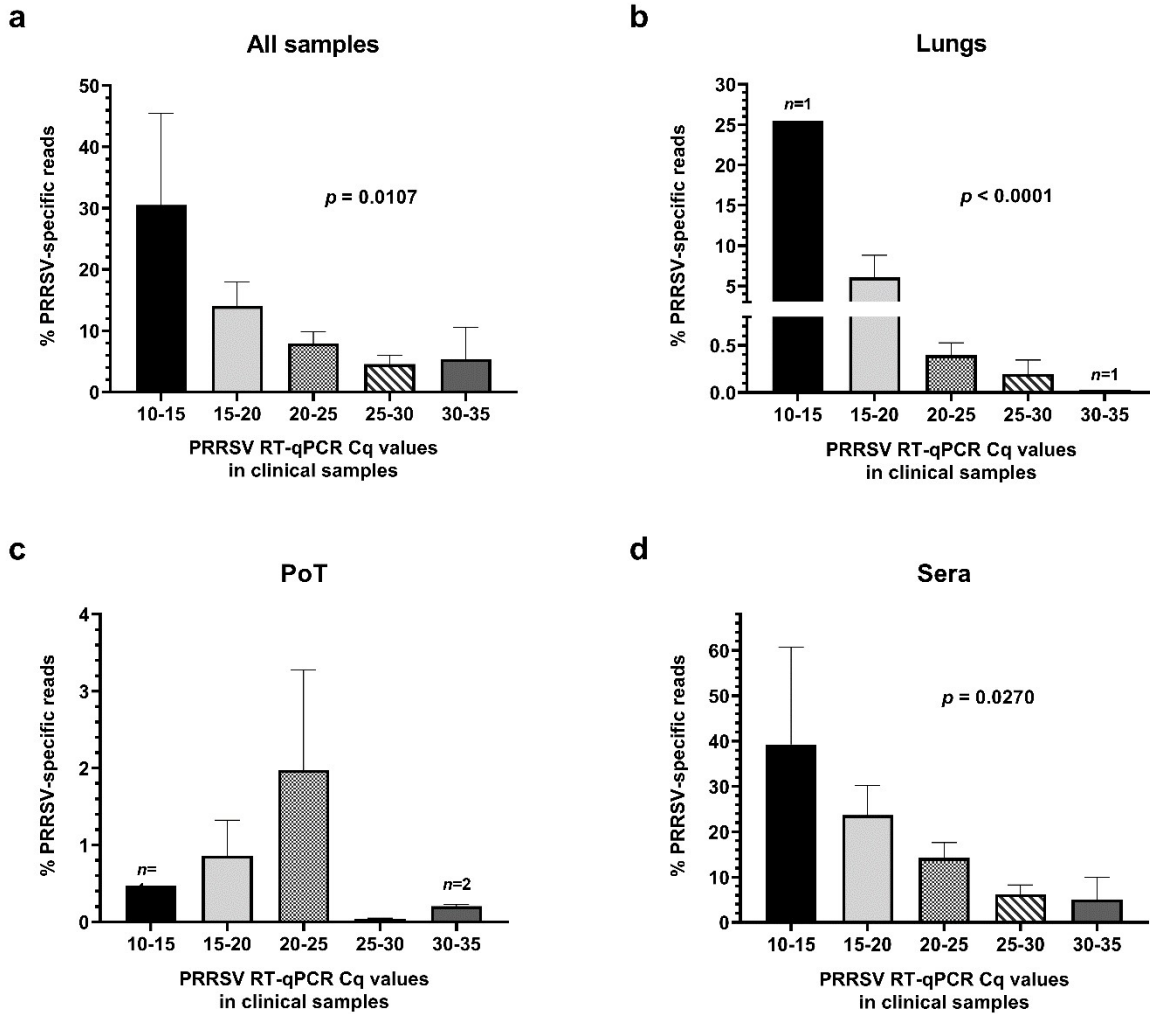 a
All samples
% PRRSV-specific reads
50
40
30
20
10
0
p = 0.0107
10-15 15-20 20-25 25-30 30-35
PRRSV RT-qPCR Cq values
in clinical samples
b
Lungs
% PRRSV-specific reads
30
25
20
15
10
5
0.5
0.0
n=1
p < 0.0001
n=1
10-15 15-20 20-25 25-30 30-35
PRRSV RT-qPCR Cq values
in clinical samples
c
PoT
% PRRSV-specific reads
4
3
2
1
0
n=
n=2
10-15 15-20 20-25 25-30 30-35
PRRSV RT-qPCR Cq values
in clinical samples
d
Sera
% PRRSV-specific reads
60
50
40
30
20
10
0
p = 0.0270
10-15 15-20 20-25 25-30 30-35
PRRSV RT-qPCR Cq values
in clinical samples